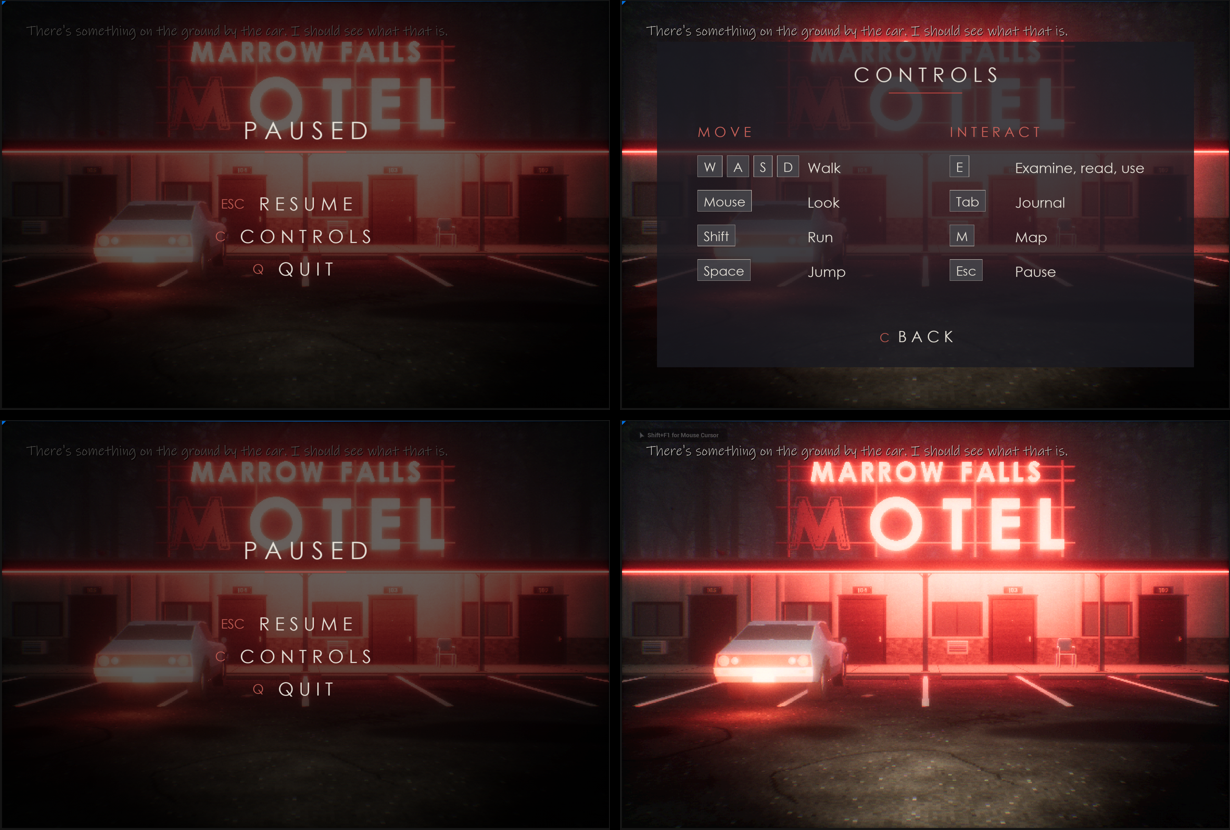 There's something on the ground by the car. I should see what that is.
MARROW FALLS
MOTEL
PAUSED
ESC RESUME
C CONTROLS
Q QUIT
There's something on the ground by the car. I should see what that is.
MARROW FALLS
MOTEL
CONTROLS
MOVE
W A S D Walk
Mouse Look
Shift Run
Space Jump
INTERACT
E Examine, read, use
Tab Journal
M Map
Esc Pause
C BACK
There's something on the ground by the car. I should see what that is.
MARROW FALLS
MOTEL
PAUSED
ESC RESUME
C CONTROLS
Q QUIT
Shift+F1 for Mouse Cursor
There's something on the ground by the car. I should see what that is.
MARROW FALLS
MOTEL